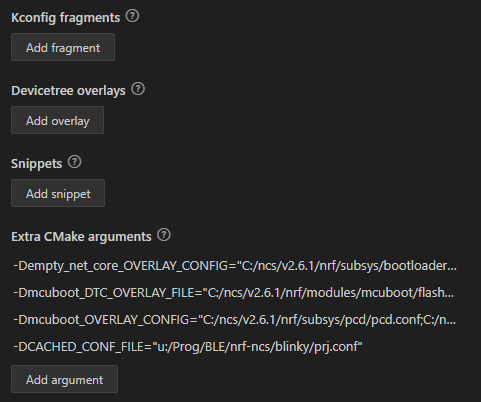 Kconfig fragments
Add fragment
Devicetree overlays
Add overlay
Snippets
Add snippet
Extra CMake arguments
-Dempty_net_core_OVERLAY_CONFIG="C:/ncs/v2.6.1/nrf/subsys/bootloader...
-Dmcuboot_DTC_OVERLAY_FILE="C:/ncs/v2.6.1/nrf/modules/mcuboot/flash...
-Dmcuboot_OVERLAY_CONFIG="C:/ncs/v2.6.1/nrf/subsys/pcd/pcd.conf;C:/n...
-DCACHED_CONF_FILE="u:/Prog/BLE/nrf-ncs/blinky/prj.conf"
Add argument